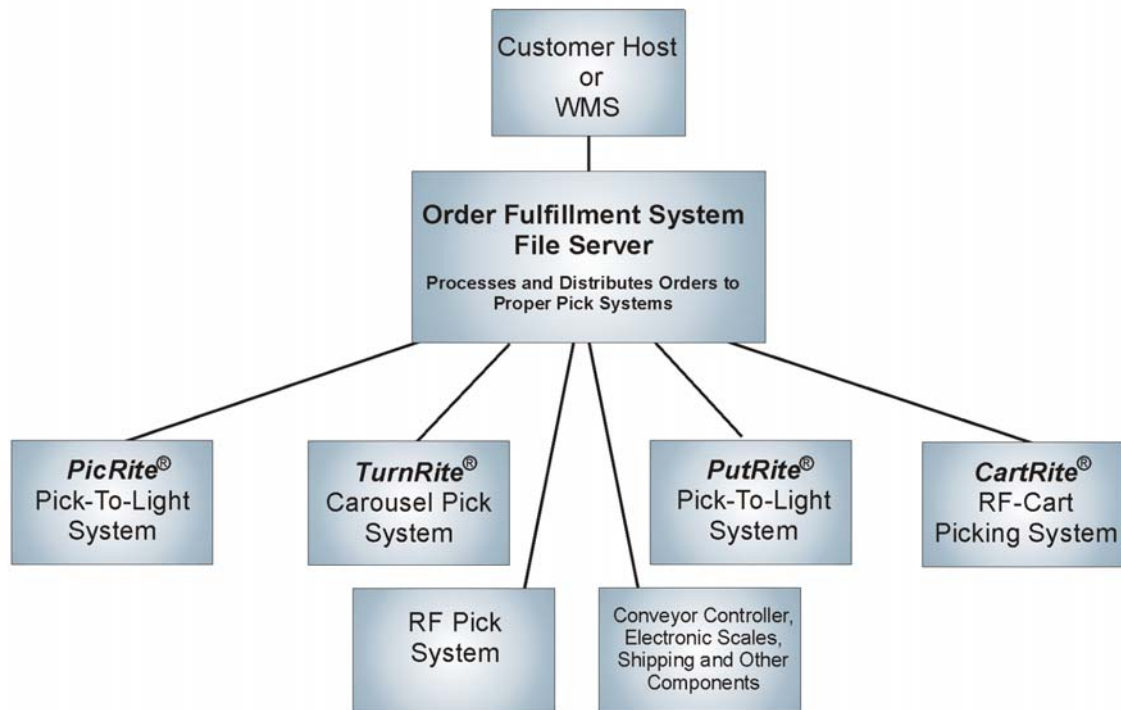 Customer Host
or
WMS
Order Fulfillment System
File Server
Processes and Distributes Orders to
Proper Pick Systems
PicRite®
Pick-To-Light
System
TurnRite®
Carousel Pick
System
PutRite®
Pick-To-Light
System
CartRite®
RF-Cart
Picking System
RF Pick
System
Conveyor Controller,
Electronic Scales,
Shipping and Other
Components